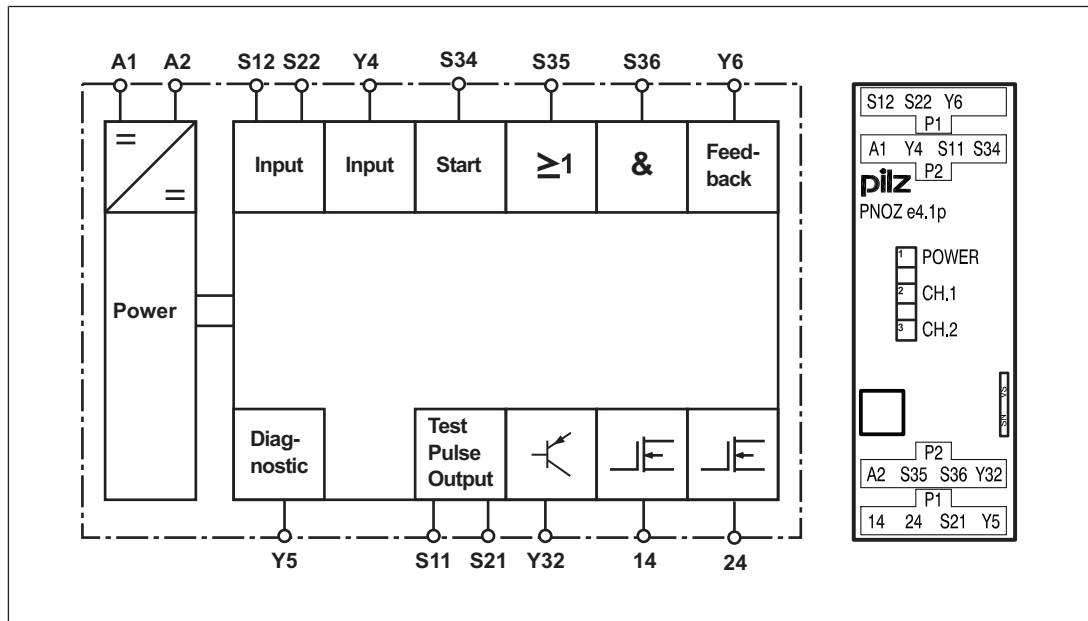 A1 A2 S12 S22 Y4 S34 S35 S36 Y6
=
=
Input Input Start ≥1 & Feed-
back
Power
Diag-
nostic
Test
Pulse
Output
Y5 S11 S21 Y32 14 24
S12 S22 Y6
P1
A1 Y4 S11 S34
P2
pilz
PNOZ e4.1p
1 POWER
2 CH.1
3 CH.2
SN VS
P2
A2 S35 S36 Y32
P1
14 24 S21 Y5